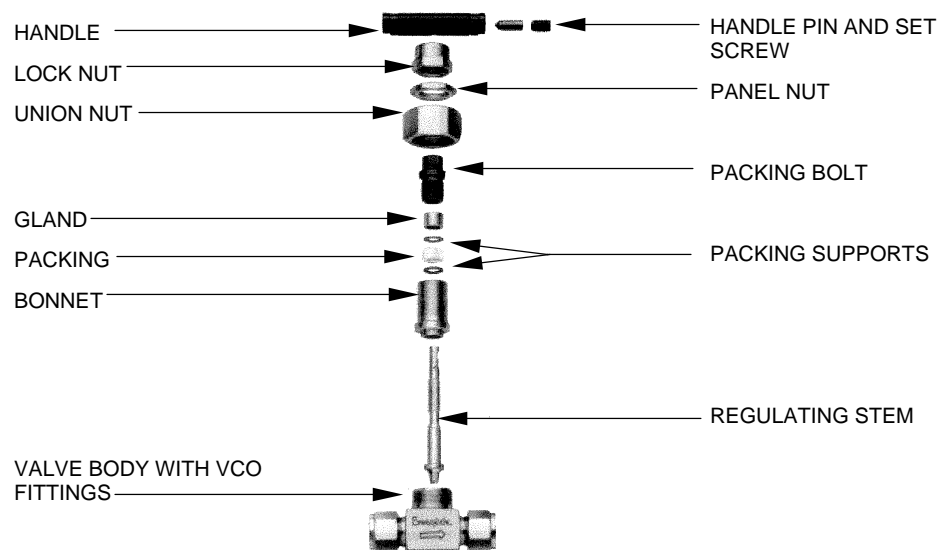 HANDLE
HANDLE PIN AND SET
SCREW
LOCK NUT
PANEL NUT
UNION NUT
PACKING BOLT
GLAND
PACKING
PACKING SUPPORTS
BONNET
REGULATING STEM
VALVE BODY WITH VCO
FITTINGS